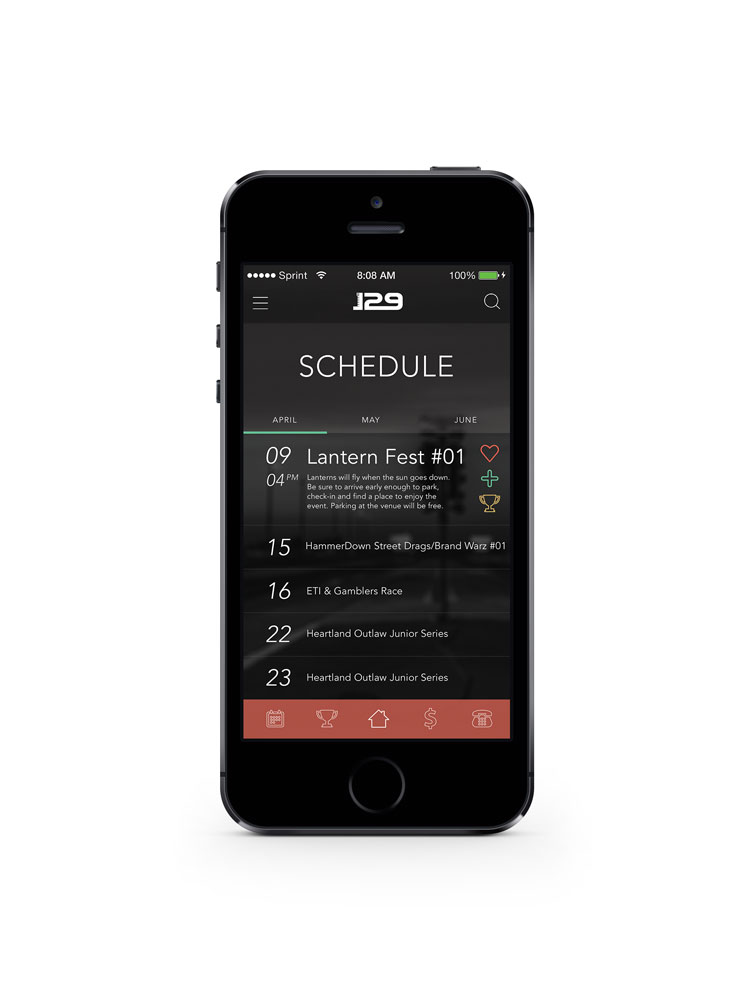 Sprint 8:08 AM 100%
129
SCHEDULE
APRIL MAY JUNE
09 Lantern Fest #01
04 PM
Lanterns will fly when the sun goes down.
Be sure to arrive early enough to park,
check-in and find a place to enjoy the
event. Parking at the venue will be free.
15 HammerDown Street Drags/Brand Warz #01
16 ETI & Gamblers Race
22 Heartland Outlaw Junior Series
23 Heartland Outlaw Junior Series